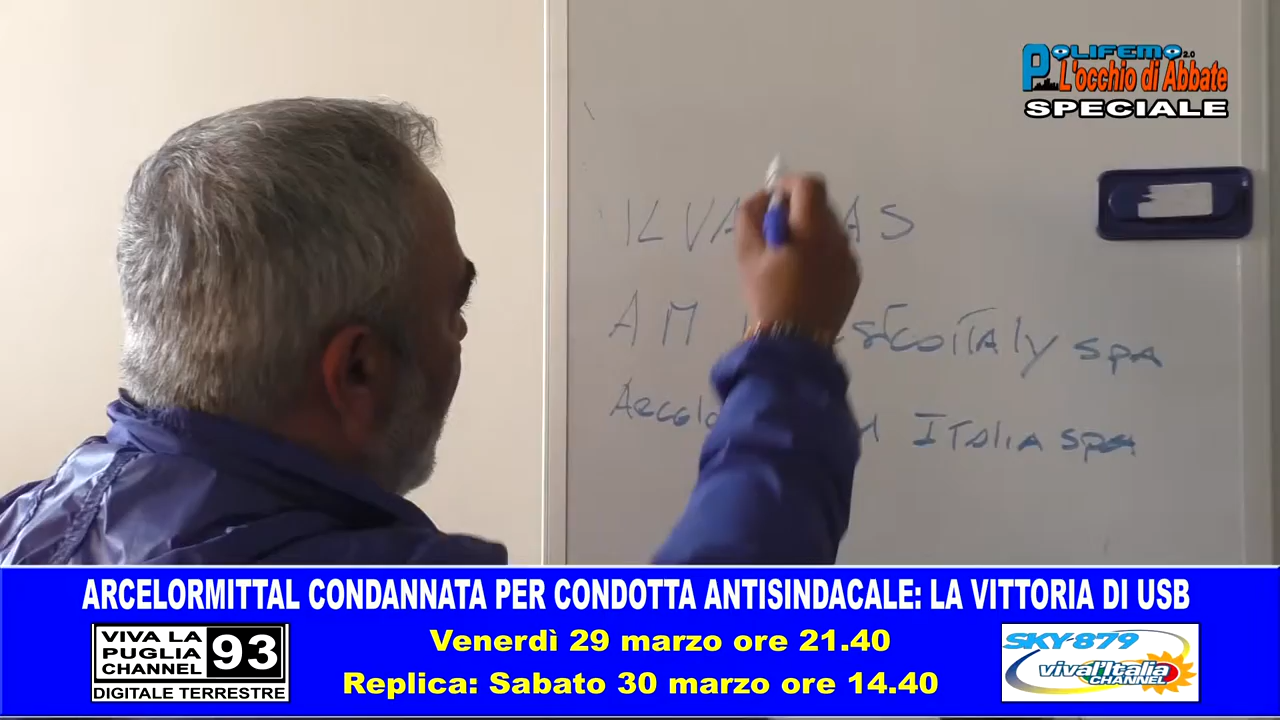 POLIFEMO 2.0
L'occhio di Abbate
SPECIALE
ILVA AS
AM stcoitaly spa
Italia spa
ARCELORMITTAL CONDANNATA PER CONDOTTA ANTISINDACALE: LA VITTORIA DI USB
VIVA LA PUGLIA CHANNEL 93
DIGITALE TERRESTRE
Venerdì 29 marzo ore 21.40
Replica: Sabato 30 marzo ore 14.40
SKY-879
vival'Italia
CHANNEL